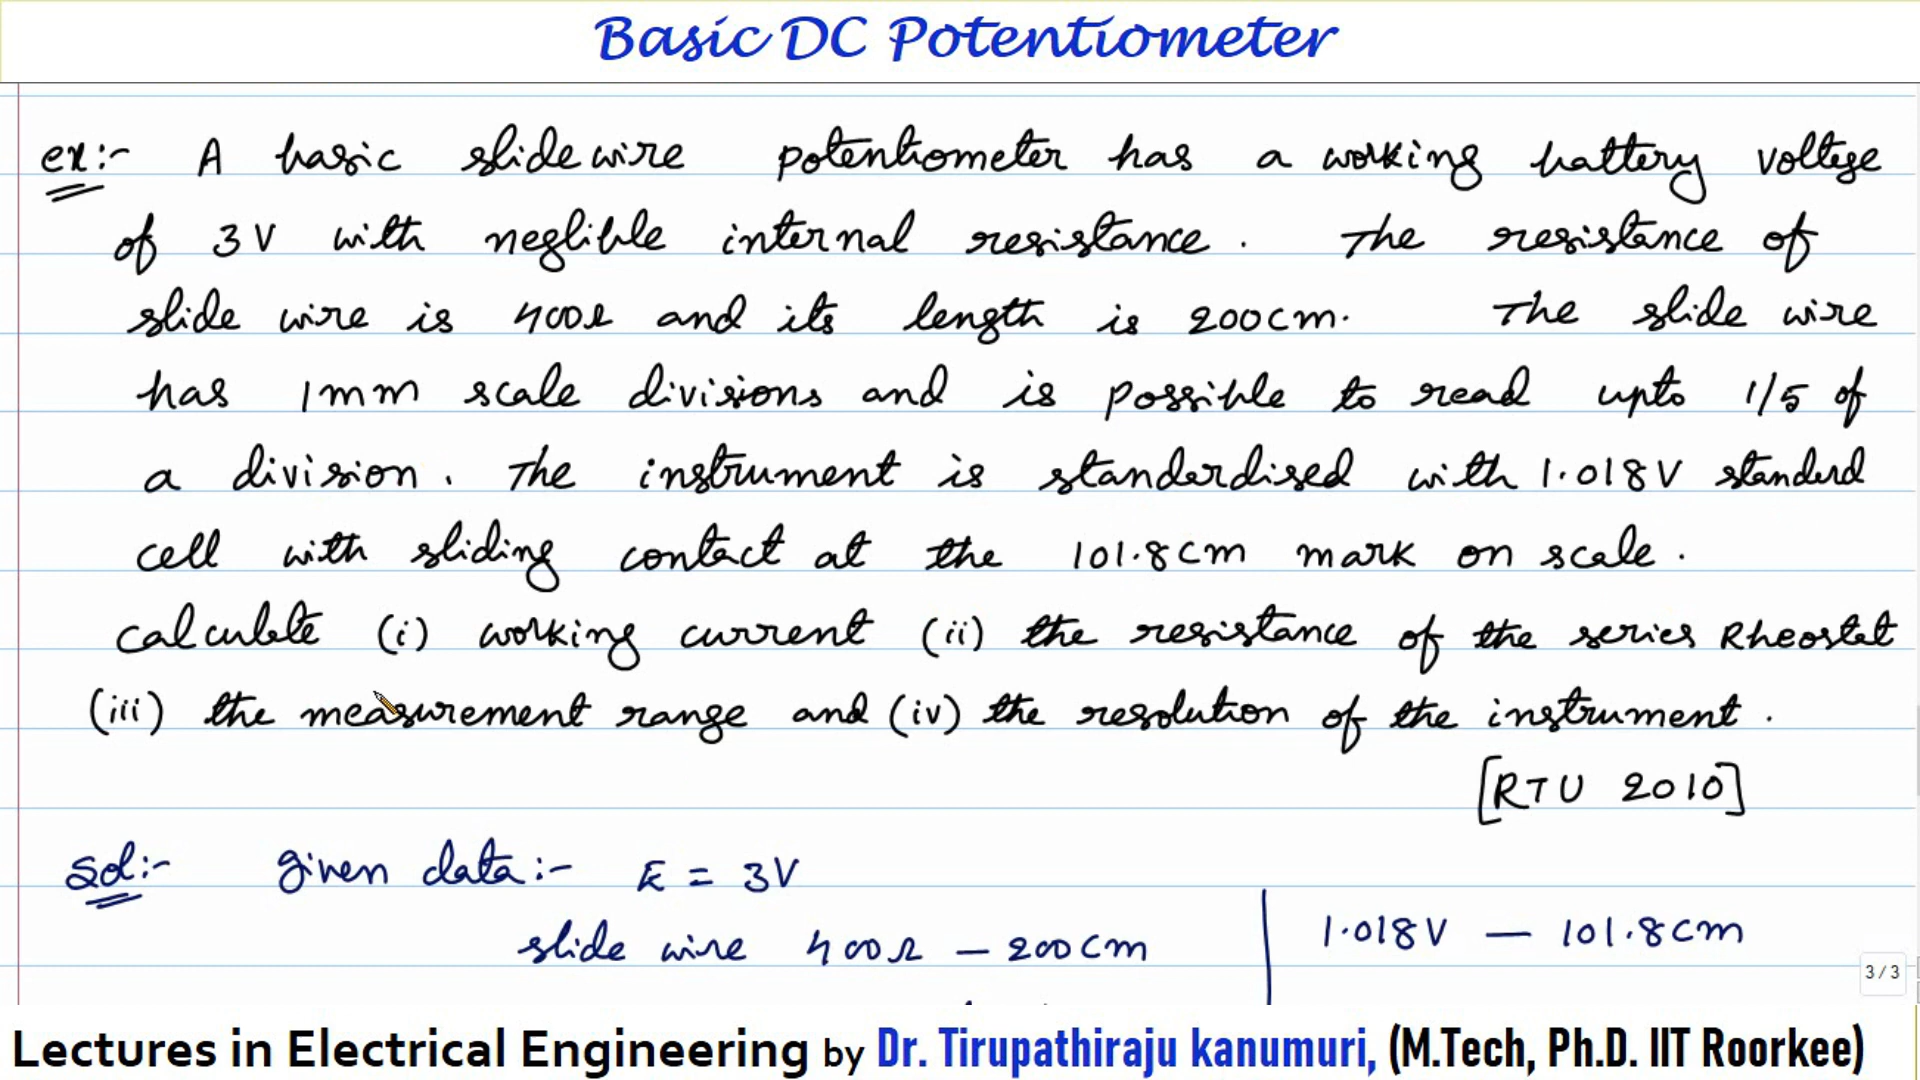 Basic DC Potentiometer
ex:- A basic slide wire potentiometer has a working battery voltage
of 3V with neglible internal resistance. The resistance of
slide wire is 400Ω and its length is 200cm. The slide wire
has 1mm scale divisions and is possible to read upto 1/5 of
a division. The instrument is standardised with 1.018V standard
cell with sliding contact at the 101.8cm mark on scale.
Calculate (i) working current (ii) the resistance of the series Rheostat
(iii) the measurement range and (iv) the resolution of the instrument.
[RTU 2010]
Sol:- given data:- E = 3V
slide wire 400Ω - 200cm
1.018V - 101.8cm
3/3
Lectures in Electrical Engineering by Dr. Tirupathiraju kanumuri, (M.Tech, Ph.D. IIT Roorkee)